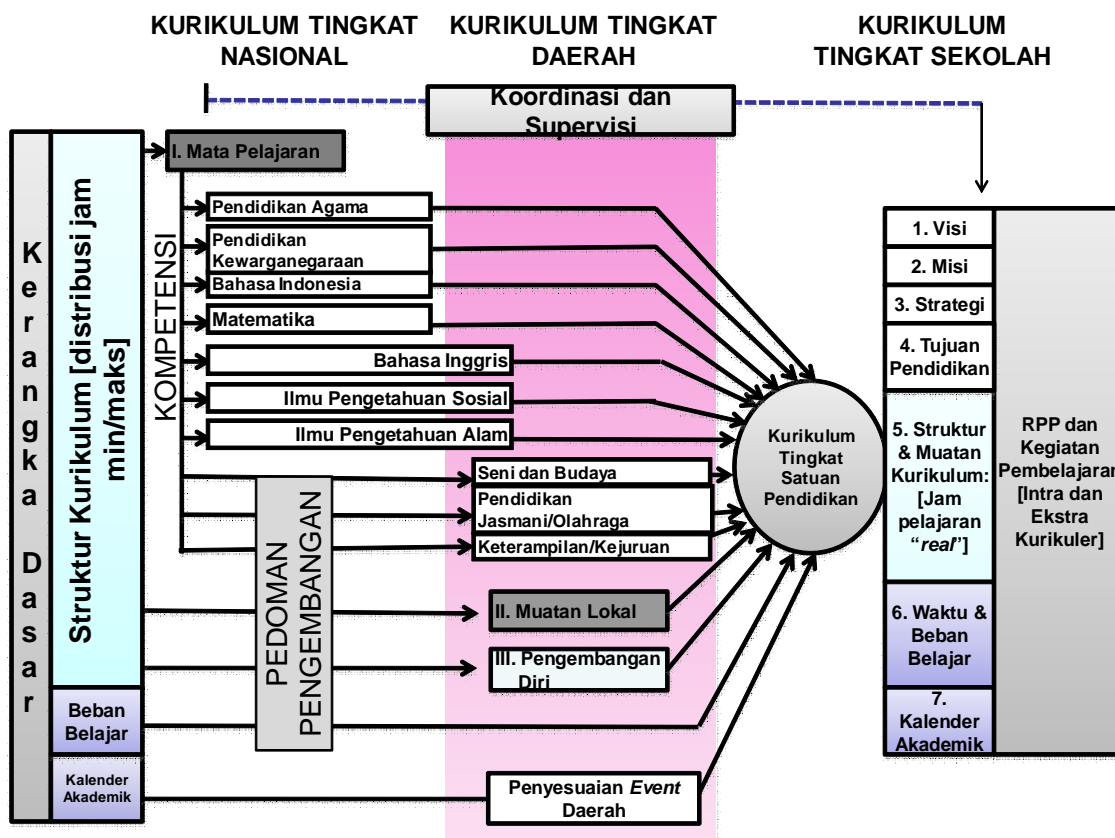 KURIKULUM TINGKAT
NASIONAL
KURIKULUM TINGKAT
DAERAH
KURIKULUM
TINGKAT SEKOLAH
Koordinasi dan
Supervisi
Kerangka Dasar
Struktur Kurikulum [distribusi jam
min/maks]
Beban
Belajar
Kalender
Akademik
I. Mata Pelajaran
KOMPETENSI
Pendidikan Agama
Pendidikan
Kewarganegaraan
Bahasa Indonesia
Matematika
Bahasa Inggris
Ilmu Pengetahuan Sosial
Ilmu Pengetahuan Alam
PEDOMAN
PENGEMBANGAN
Seni dan Budaya
Pendidikan
Jasmani/Olahraga
Keterampilan/Kejuruan
II. Muatan Lokal
III. Pengembangan
Diri
Penyesuaian Event
Daerah
Kurikulum
Tingkat
Satuan
Pendidikan
1. Visi
2. Misi
3. Strategi
4. Tujuan
Pendidikan
5. Struktur
& Muatan
Kurikulum:
[Jam
pelajaran
“real”]
6. Waktu &
Beban
Belajar
7.
Kalender
Akademik
RPP dan
Kegiatan
Pembelajaran
[Intra dan
Ekstra
Kurikuler]